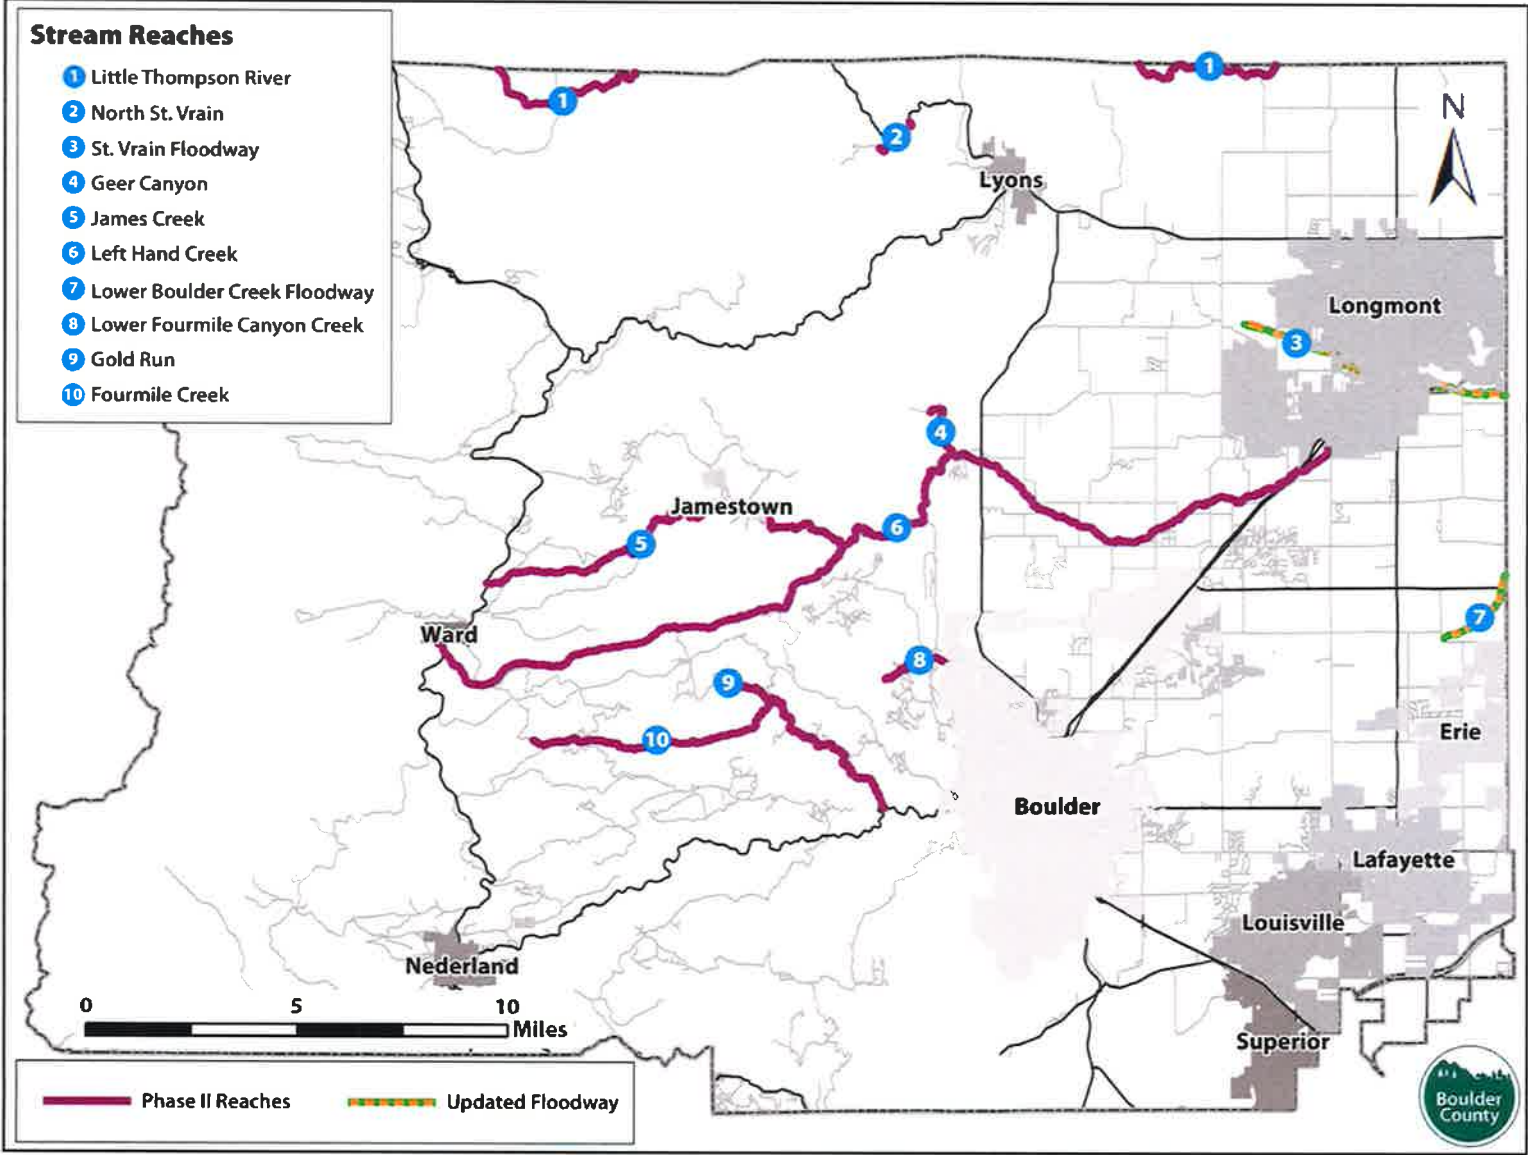 Stream Reaches
1 Little Thompson River
2 North St. Vrain
3 St. Vrain Floodway
4 Geer Canyon
5 James Creek
6 Left Hand Creek
7 Lower Boulder Creek Floodway
8 Lower Fourmile Canyon Creek
9 Gold Run
10 Fourmile Creek
1
1
N
2
Lyons
Longmont
3
4
Jamestown
6
5
7
Ward
8
9
10
Erie
Boulder
Lafayette
Louisville
Nederland
0 5 10
Miles
Superior
Phase II Reaches
Updated Floodway
Boulder
County